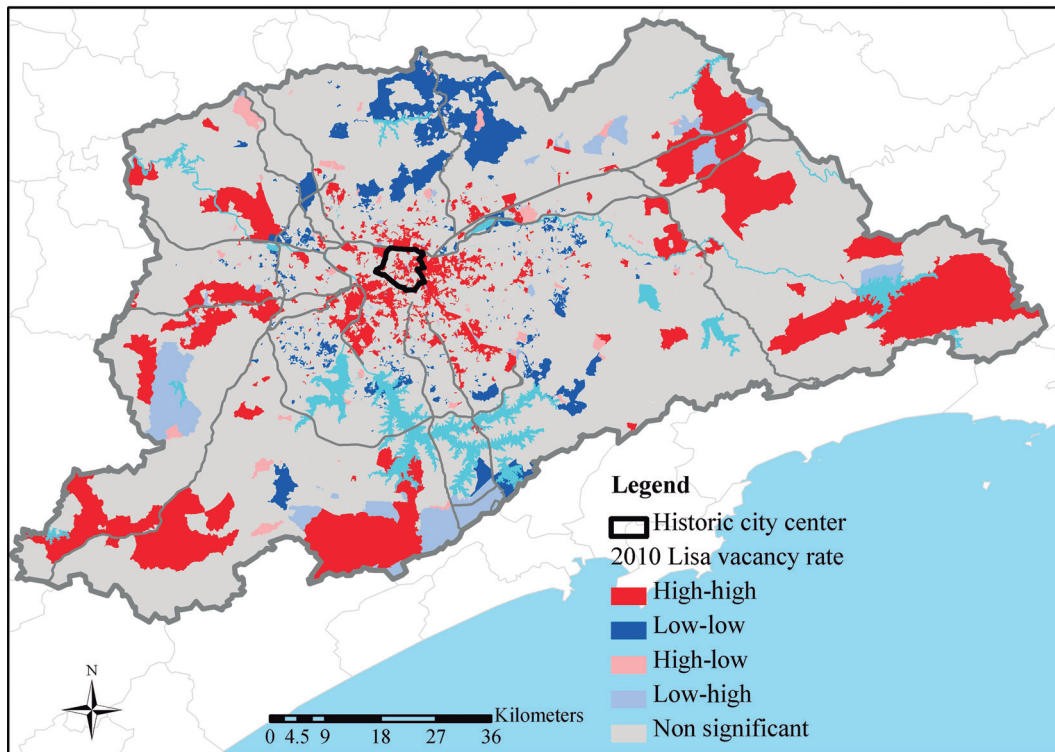 Legend
Historic city center
2010 Lisa vacancy rate
High-high
Low-low
High-low
Low-high
Non significant
N
Kilometers
0 4.5 9 18 27 36